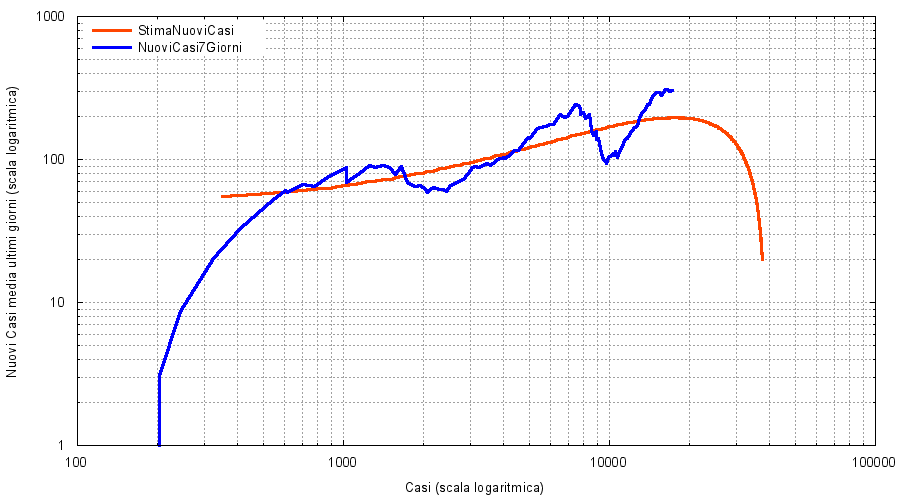 1000
StimaNuoviCasi
NuoviCasi7Giorni
100
10
1
100
1000
10000
100000
Nuovi Casi media ultimi giorni (scala logaritmica)
Casi (scala logaritmica)